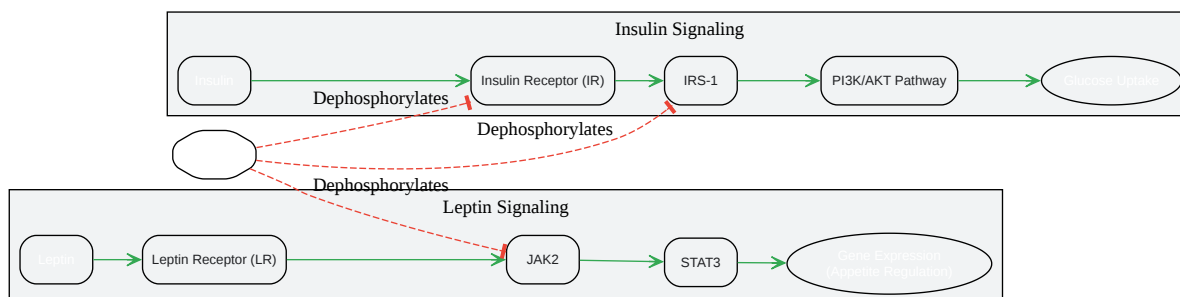 Insulin Signaling
Insulin
Insulin Receptor (IR)
IRS-1
PI3K/AKT Pathway
Glucose Uptake
Dephosphorylates
Dephosphorylates
Dephosphorylates
Leptin Signaling
Leptin
Leptin Receptor (LR)
JAK2
STAT3
Gene Expression
(Appetite Regulation)